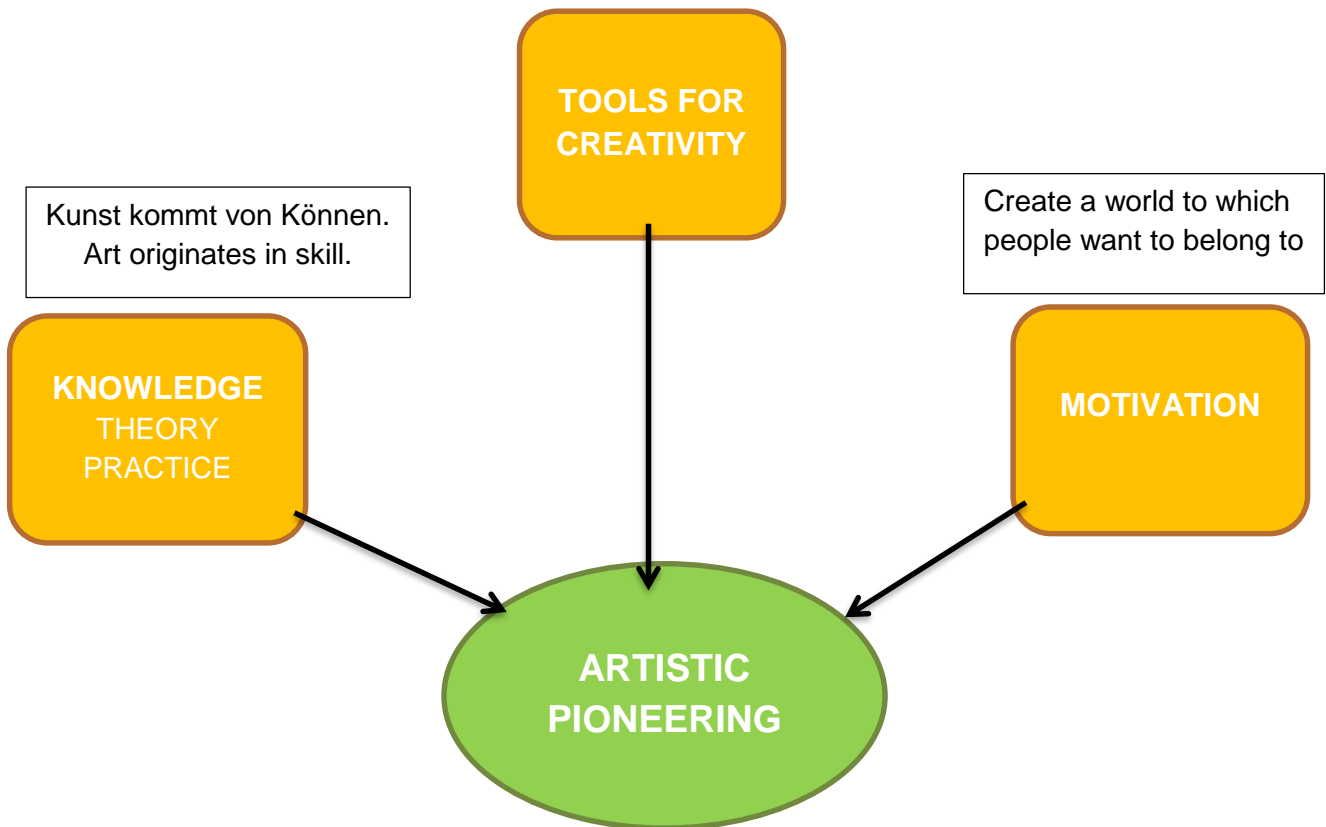 TOOLS FOR
CREATIVITY
Kunst kommt von Können.
Art originates in skill.
Create a world to which
people want to belong to
KNOWLEDGE
THEORY
PRACTICE
MOTIVATION
ARTISTIC
PIONEERING